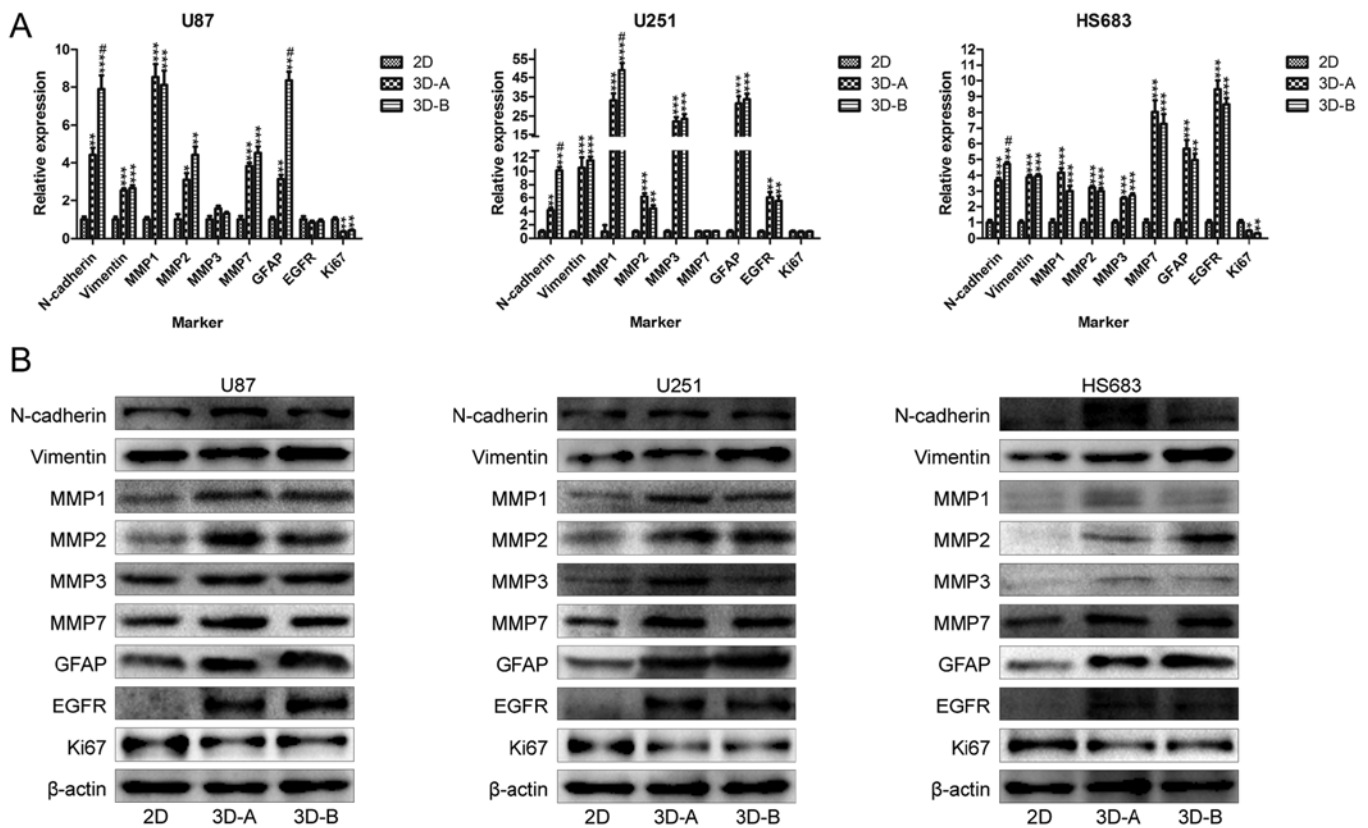 A
U87
Relative expression
10
8
6
4
2
0
N-cadherin
Vimentin
MMP1
MMP2
MMP3
MMP7
GFAP
EGFR
Ki67
Marker
2D
3D-A
3D-B
U251
Relative expression
55
45
35
25
15
10
8
6
4
2
0
N-cadherin
Vimentin
MMP1
MMP2
MMP3
MMP7
GFAP
EGFR
Ki67
Marker
2D
3D-A
3D-B
HS683
Relative expression
12
11
10
9
8
7
6
5
4
3
2
1
0
N-cadherin
Vimentin
MMP1
MMP2
MMP3
MMP7
GFAP
EGFR
Ki67
Marker
2D
3D-A
3D-B
B
U87
N-cadherin
Vimentin
MMP1
MMP2
MMP3
MMP7
GFAP
EGFR
Ki67
β-actin
2D 3D-A 3D-B
U251
N-cadherin
Vimentin
MMP1
MMP2
MMP3
MMP7
GFAP
EGFR
Ki67
β-actin
2D 3D-A 3D-B
HS683
N-cadherin
Vimentin
MMP1
MMP2
MMP3
MMP7
GFAP
EGFR
Ki67
β-actin
2D 3D-A 3D-B